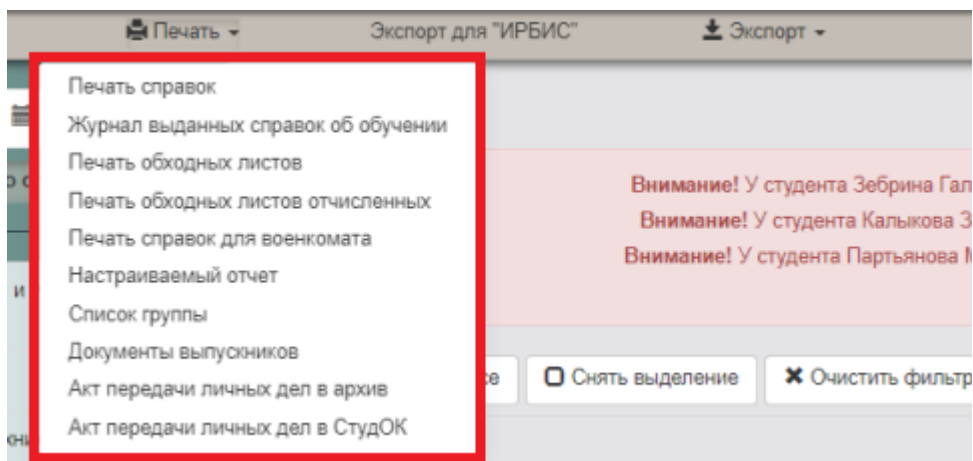 Печать Экспорт для "ИРБИС" Экспорт
Печать справок
Журнал выданных справок об обучении
Печать обходных листов
Печать обходных листов отчисленных
Печать справок для военкомата
Настраиваемый отчет
Список группы
Документы выпускников
Акт передачи личных дел в архив
Акт передачи личных дел в СтудОК
Внимание! У студента Зебрина Гал
Внимание! У студента Калыкова З
Внимание! У студента Партьянова М
и
се Снять выделение Очистить фильтр